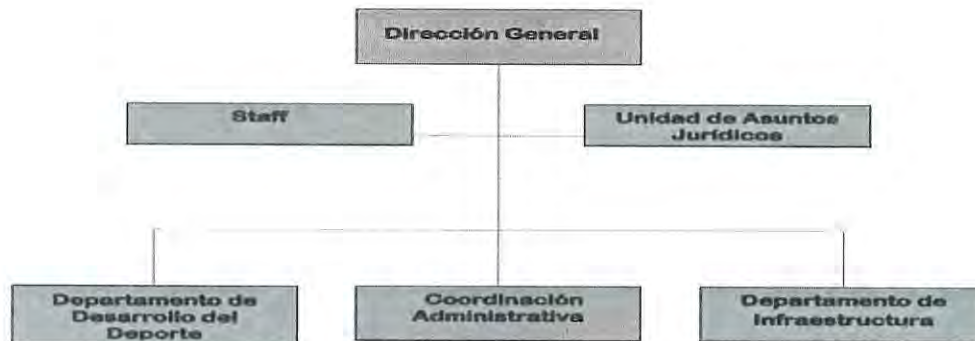 Dirección General
Staff
Unidad de Asuntos
Jurídicos
Departamento de
Desarrollo del
Deporte
Coordinación
Administrativa
Departamento de
Infraestructura